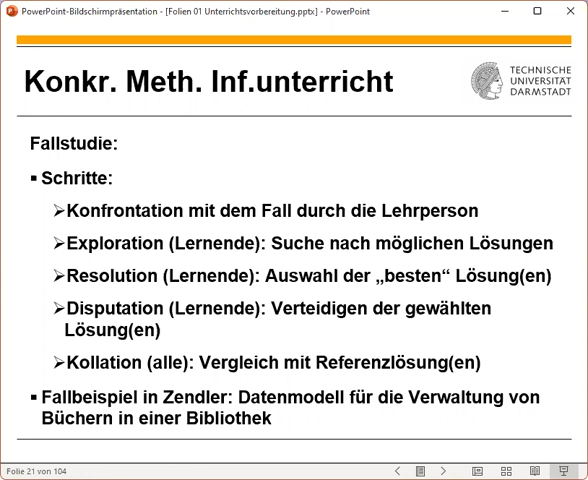 PowerPoint-Bildschirmpräsentation - [Folien 01 Unterrichtsvorbereitung.pptx] - PowerPoint
Konkr. Meth. Inf.unterricht
TECHNISCHE
UNIVERSITÄT
DARMSTADT
Fallstudie:
▪ Schritte:
➢Konfrontation mit dem Fall durch die Lehrperson
➢Exploration (Lernende): Suche nach möglichen Lösungen
➢Resolution (Lernende): Auswahl der „besten“ Lösung(en)
➢Disputation (Lernende): Verteidigen der gewählten
Lösung(en)
➢Kollation (alle): Vergleich mit Referenzlösung(en)
▪ Fallbeispiel in Zendler: Datenmodell für die Verwaltung von
Büchern in einer Bibliothek
Folie 21 von 104